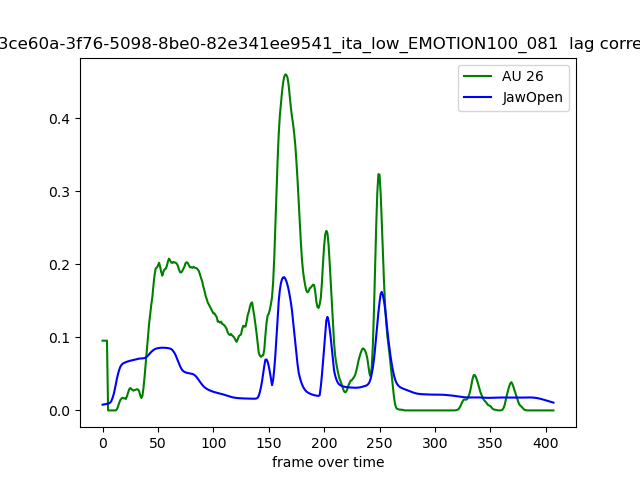 3ce60a-3f76-5098-8be0-82e341ee9541_ita_low_EMOTION100_081 lag corre
AU 26
JawOpen
0.4
0.3
0.2
0.1
0.0
0 50 100 150 200 250 300 350 400
frame over time